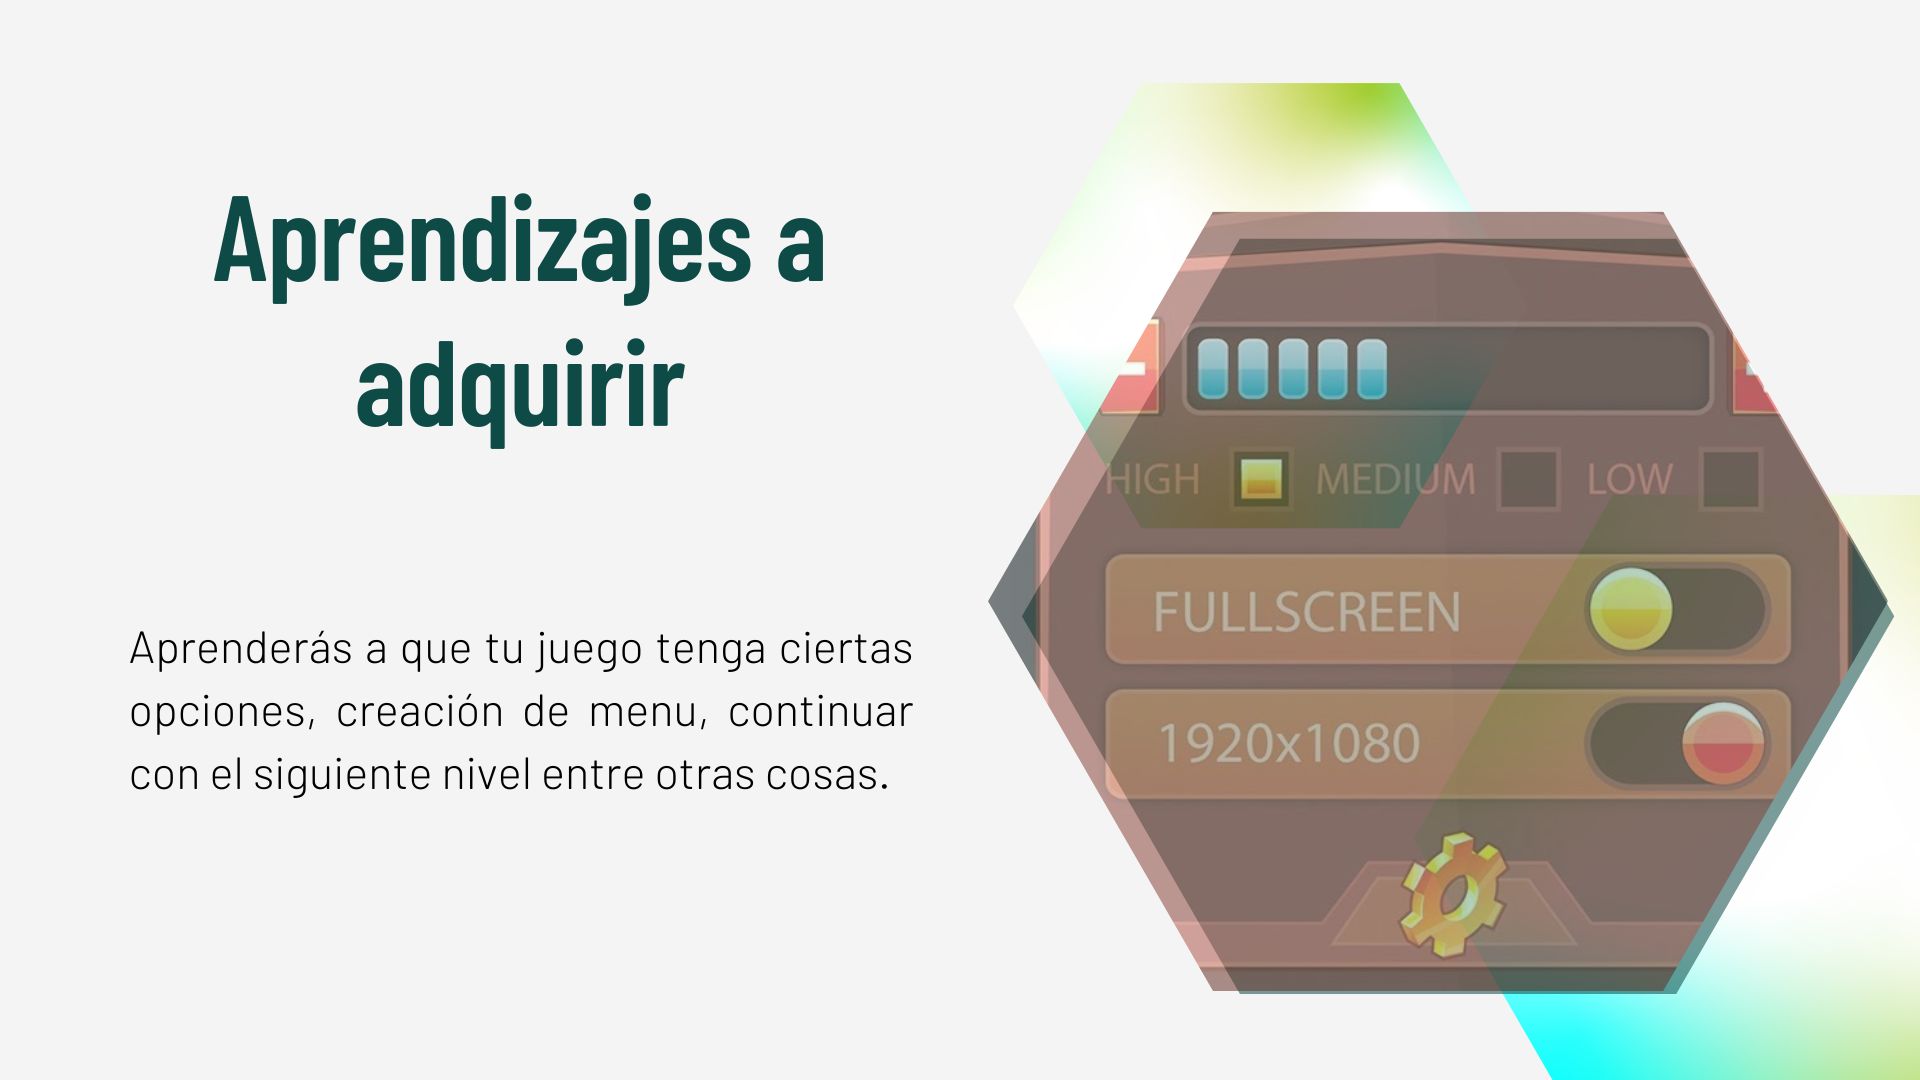 Aprendizajes a
adquirir
Aprenderás a que tu juego tenga ciertas
opciones, creación de menu, continuar
con el siguiente nivel entre otras cosas.
HIGH MEDIUM LOW
FULLSCREEN
1920x1080